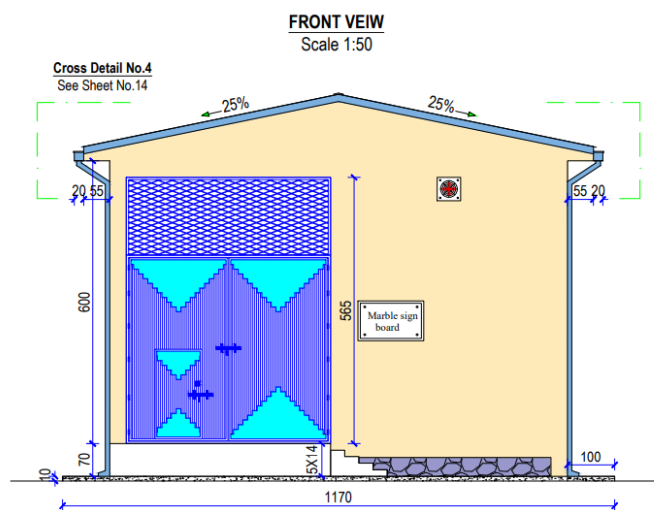 FRONT VEIW
Scale 1:50
Cross Detail No.4
See Sheet No.14
25%
25%
20
55
55
20
600
565
Marble sign
board
70
5X14
100
10
1170